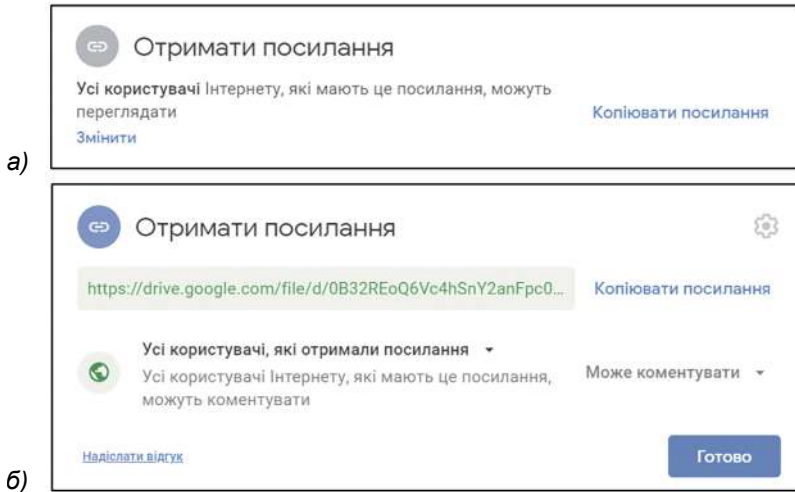 Отримати посилання
Усі користувачі Інтернету, які мають це посилання, можуть
переглядати
Копіювати посилання
Змінити
а)
Отримати посилання
https://drive.google.com/file/d/0B32REoQ6Vc4hSnY2anFpc0...
Копіювати посилання
Усі користувачі, які отримали посилання
Усі користувачі Інтернету, які мають це посилання,
можуть коментувати
Може коментувати
Надіслати відгук
Готово
б)